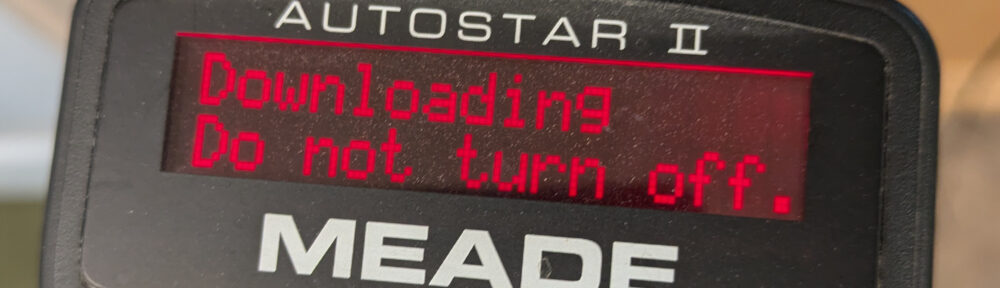 AUTOSTAR II
Downloading
Do not turn off.
MEADE